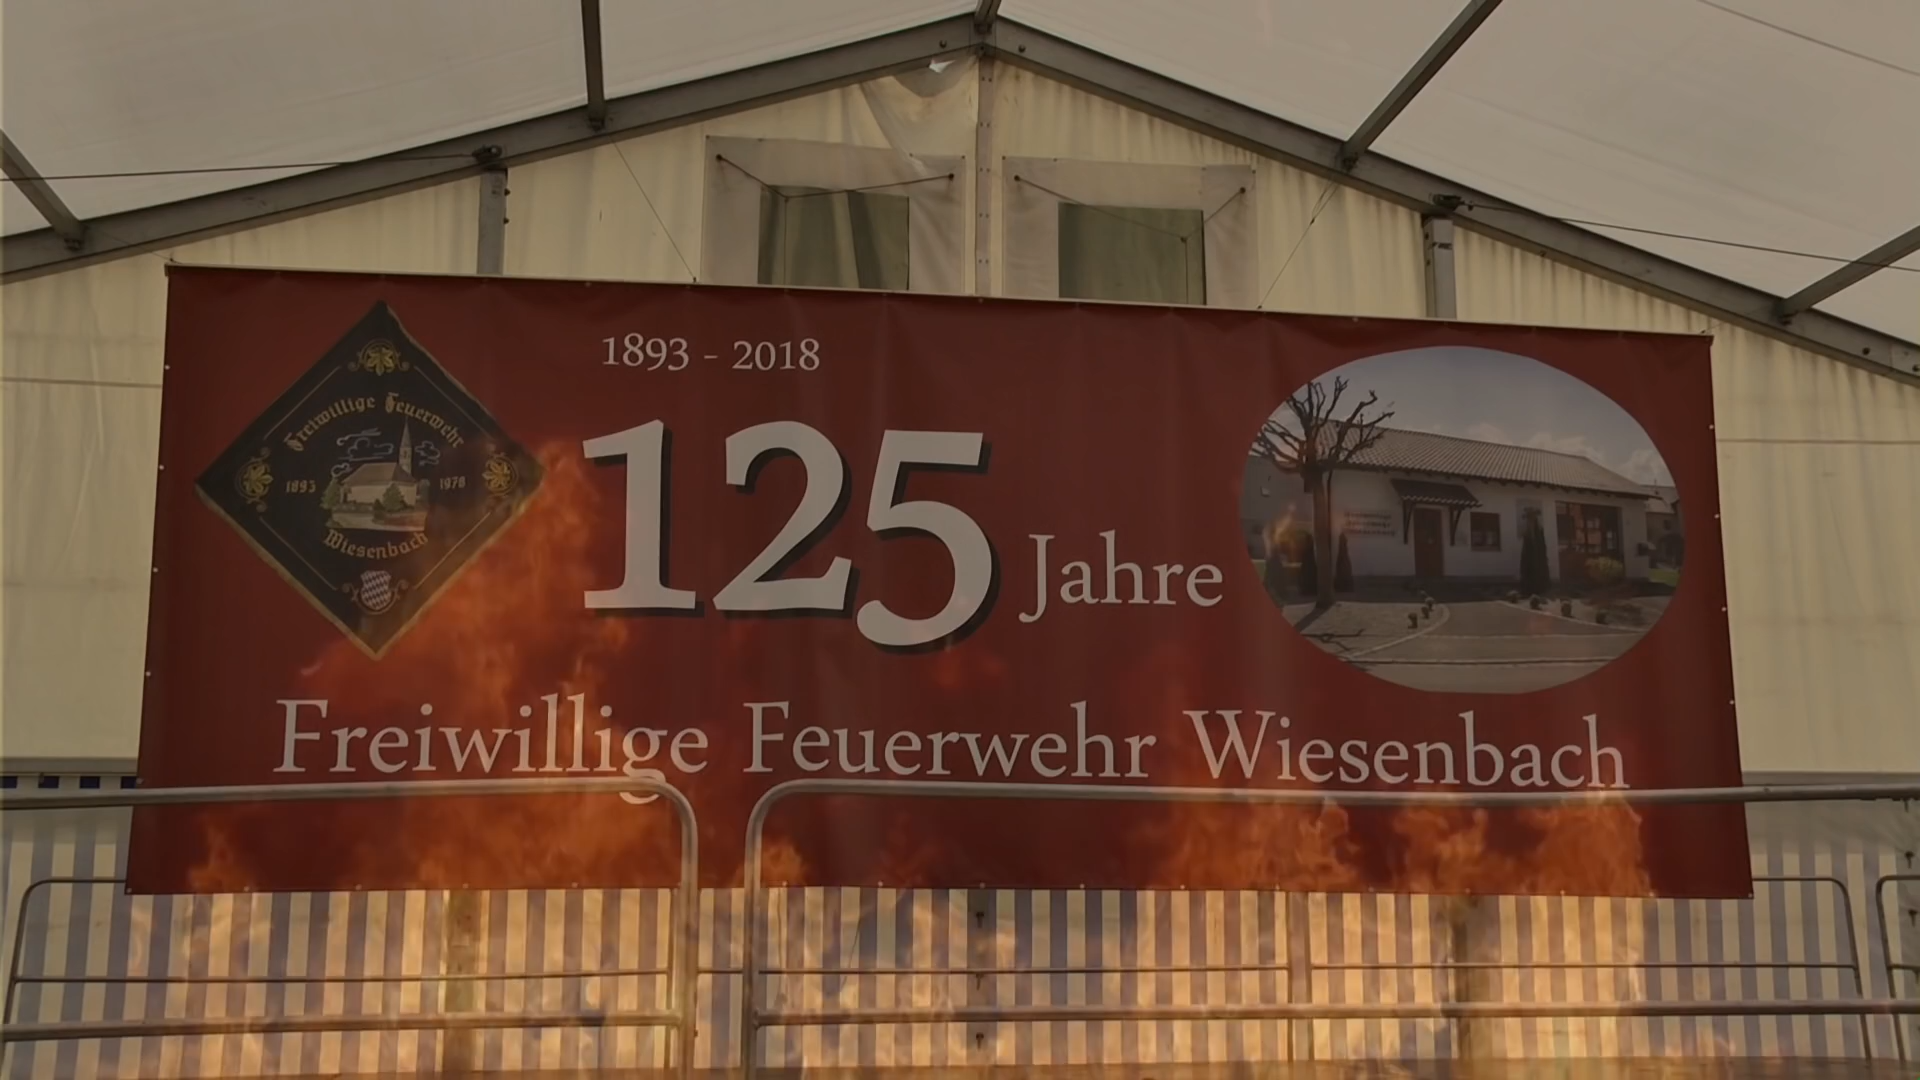 1893 - 2018
Freiwillige Feuerwehr
1893 1978
Wiesenbach
125 Jahre
Freiwillige Feuerwehr Wiesenbach